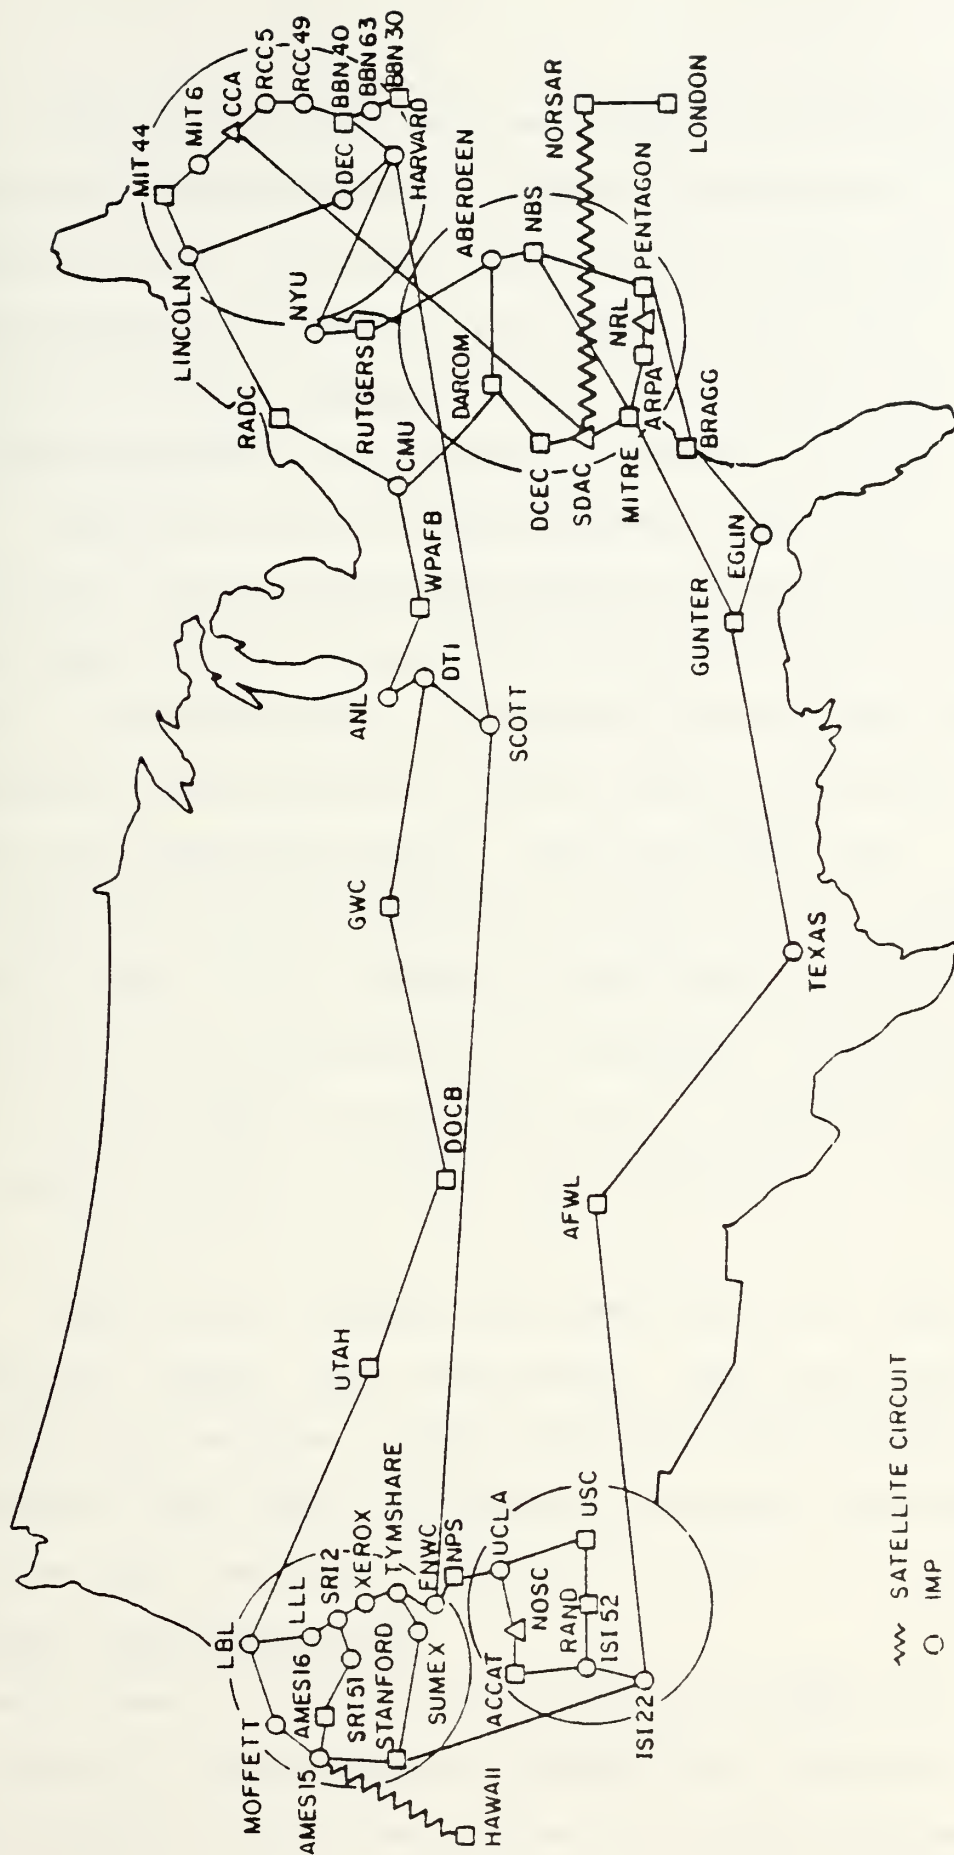 MOFFETT
LBL
LLL
AMES16
SRI2
AMES15
SRI51
XEROX
STANFORD
TYMSHARE
SUMEX
FNWC
HAWAII
NPS
UCLA
ACCAT
NOSC
RAND
USC
ISI52
ISI22
UTAH
DOCB
AFWL
GWC
TEXAS
ANL
DTI
SCOTT
WPAFB
GUNTER
EGLIN
RADC
CMU
LINCOLN
MIT44
MIT6
CCA
RCC5
RCC49
BBN40
BBN63
BBN30
DEC
HARVARD
NYU
RUTGERS
ABERDEEN
DARCOM
NBS
DCEC
SDAC
MITRE
ARPA
NRL
PENTAGON
BRAGG
NORSAR
LONDON
SATELLITE CIRCUIT
IMP